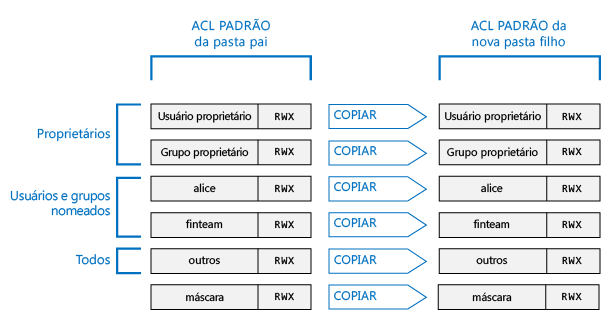 ACL PADRÃO
da pasta pai
ACL PADRÃO da
nova pasta filho
Proprietários
Usuário proprietário RWX COPIAR Usuário proprietário RWX
Grupo proprietário RWX COPIAR Grupo proprietário RWX
Usuários e grupos
nomeados
alice RWX COPIAR alice RWX
finteam RWX COPIAR finteam RWX
Todos
outros RWX COPIAR outros RWX
máscara RWX COPIAR máscara RWX